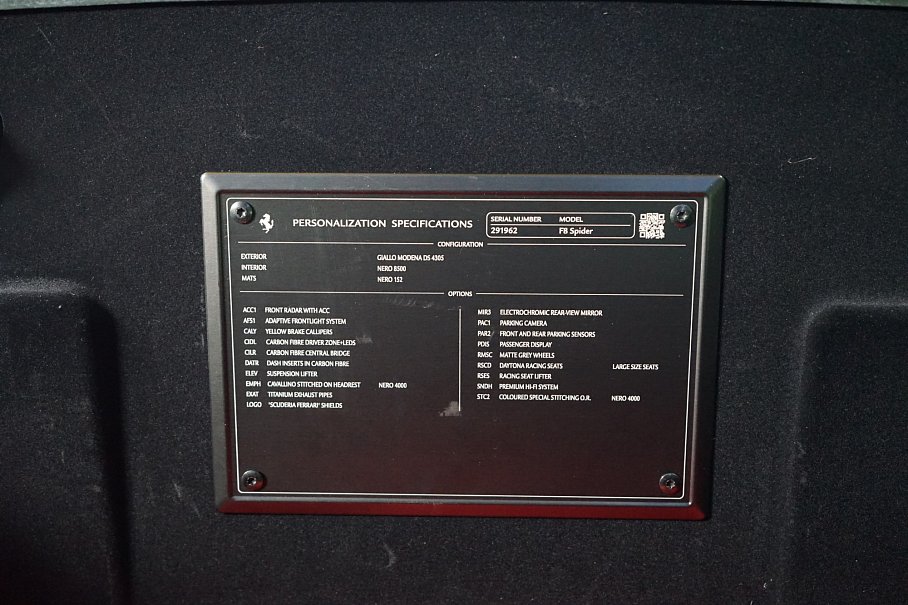 PERSONALIZATION SPECIFICATIONS
SERIAL NUMBER MODEL
291962 F8 Spider
CONFIGURATION
EXTERIOR GIALLO MODENA DS 4305
INTERIOR NERO 8500
MATS NERO 152
OPTIONS
ACC1 FRONT RADAR WITH ACC
AFS1 ADAPTIVE FRONTLIGHT SYSTEM
CALY YELLOW BRAKE CALLIPERS
CIDL CARBON FIBRE DRIVER ZONE+LEDS
CILR CARBON FIBRE CENTRAL BRIDGE
DATR DASH INSERTS IN CARBON FIBRE
ELEV SUSPENSION LIFTER
EMPH CAVALLINO STITCHED ON HEADREST NERO 4000
EXAT TITANIUM EXHAUST PIPES
LOGO "SCUDERIA FERRARI" SHIELDS
MIR3 ELECTROCHROMIC REAR-VIEW MIRROR
PAC1 PARKING CAMERA
PAR2 FRONT AND REAR PARKING SENSORS
PDIS PASSENGER DISPLAY
RMSC MATTE GREY WHEELS
RSCD DAYTONA RACING SEATS LARGE SIZE SEATS
RSES RACING SEAT LIFTER
SNDH PREMIUM HI-FI SYSTEM
STC2 COLOURED SPECIAL STITCHING O.R. NERO 4000